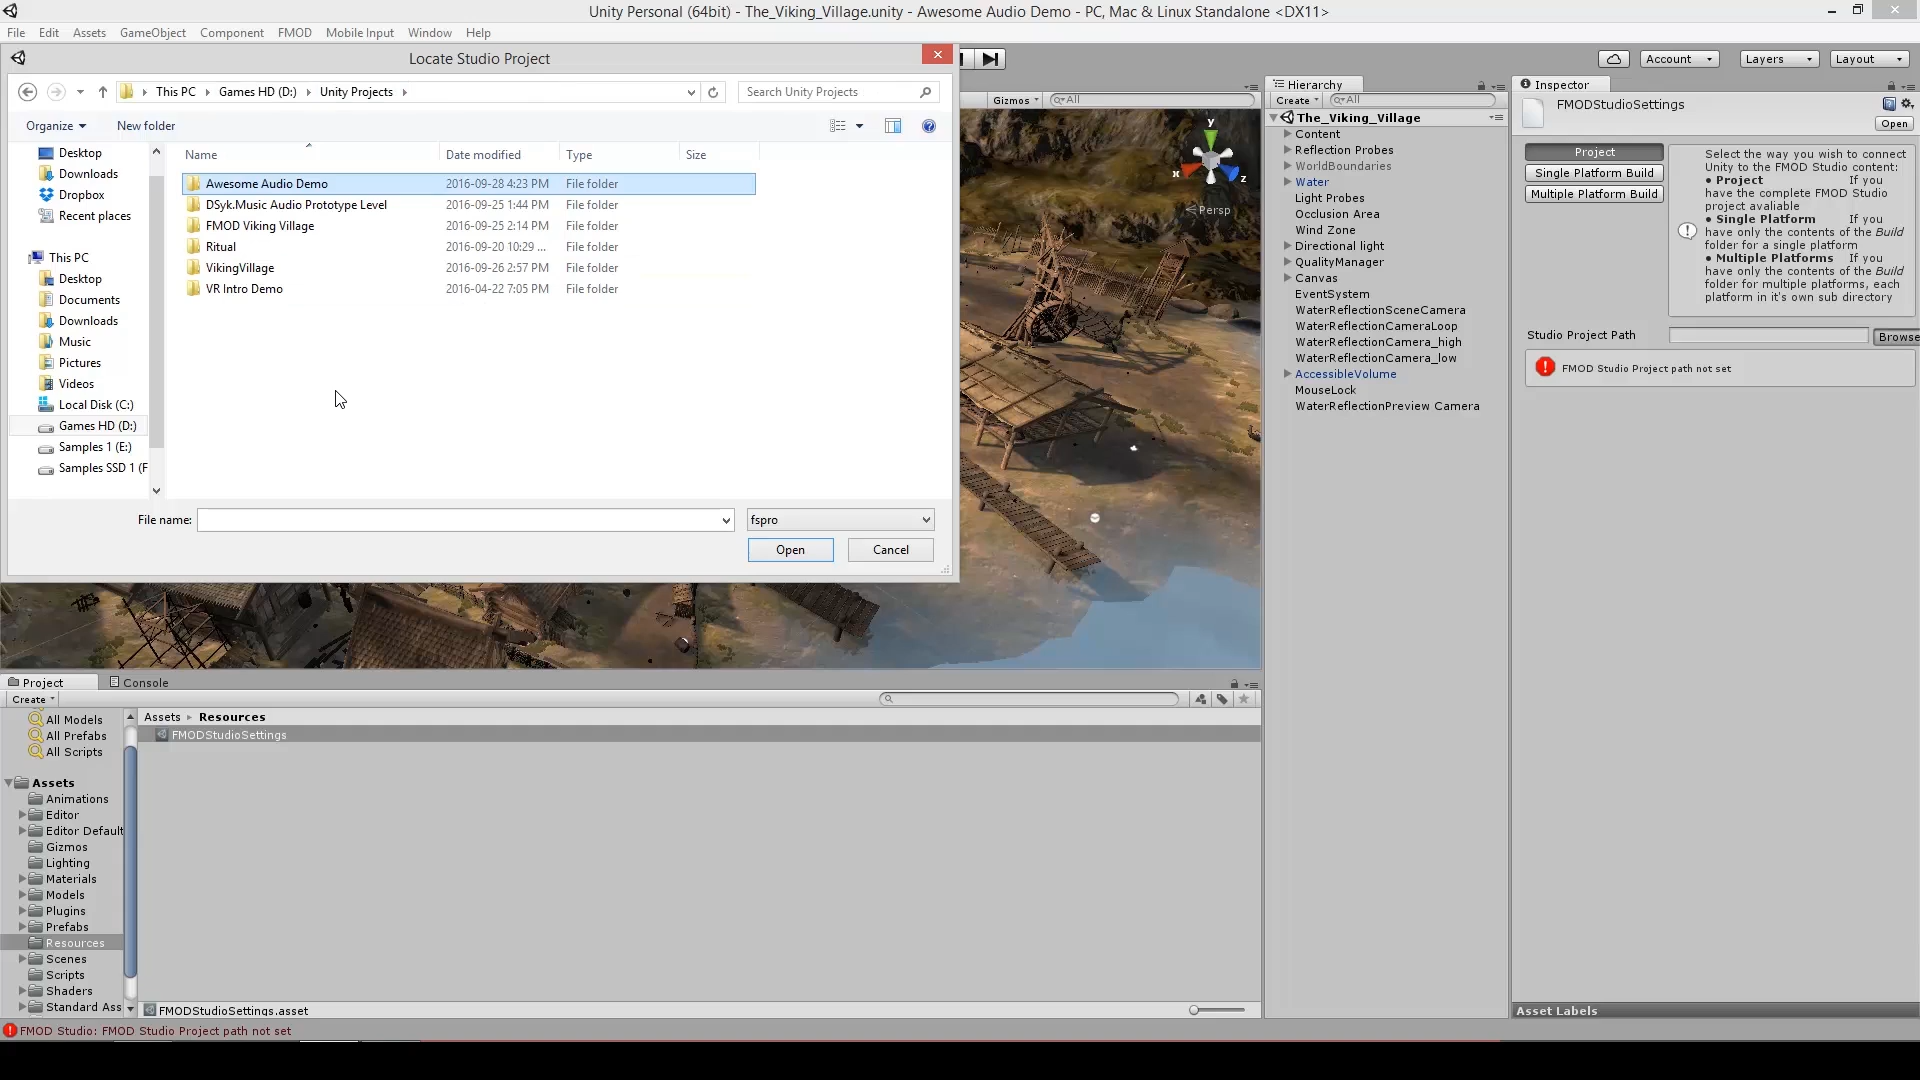 Unity Personal (64bit) - The_Viking_Village.unity - Awesome Audio Demo - PC, Mac & Linux Standalone <DX11>
File Edit Assets GameObject Component FMOD Mobile Input Window Help
Locate Studio Project
Account Layers Layout
This PC Games HD (D:) Unity Projects
Search Unity Projects
Organize New folder
Name Date modified Type Size
Awesome Audio Demo 2016-09-28 4:23 PM File folder
DSyk.Music Audio Prototype Level 2016-09-25 1:44 PM File folder
FMOD Viking Village 2016-09-25 2:14 PM File folder
Ritual 2016-09-20 10:29 ... File folder
VikingVillage 2016-09-26 2:57 PM File folder
VR Intro Demo 2016-04-22 7:05 PM File folder
Desktop
Downloads
Dropbox
Recent places
This PC
Desktop
Documents
Downloads
Music
Pictures
Videos
Local Disk (C:)
Games HD (D:)
Samples 1 (E:)
Samples SSD 1 (F
File name:
fspro
Open Cancel
Gizmos All
y
x
z
Persp
Hierarchy
Create All
The_Viking_Village
Content
Reflection Probes
WorldBoundaries
Water
Light Probes
Occlusion Area
Wind Zone
Directional light
QualityManager
Canvas
EventSystem
WaterReflectionSceneCamera
WaterReflectionCameraLoop
WaterReflectionCamera_high
WaterReflectionCamera_low
AccessibleVolume
MouseLock
WaterReflectionPreview Camera
Inspector
FMODStudioSettings
Open
Project
Single Platform Build
Multiple Platform Build
Select the way you wish to connect
Unity to the FMOD Studio content:
• Project If you
have the complete FMOD Studio
project avaliable
• Single Platform If you
have only the contents of the Build
folder for a single platform
• Multiple Platforms If you
have only the contents of the Build
folder for multiple platforms, each
platform in it's own sub directory
Studio Project Path Browse
FMOD Studio Project path not set
Asset Labels
Project Console
Create
All Models
All Prefabs
All Scripts
Assets
Animations
Editor
Editor Default
Gizmos
Lighting
Materials
Models
Plugins
Prefabs
Resources
Scenes
Scripts
Shaders
Standard Ass
Assets Resources
FMODStudioSettings
FMODStudioSettings.asset
FMOD Studio: FMOD Studio Project path not set